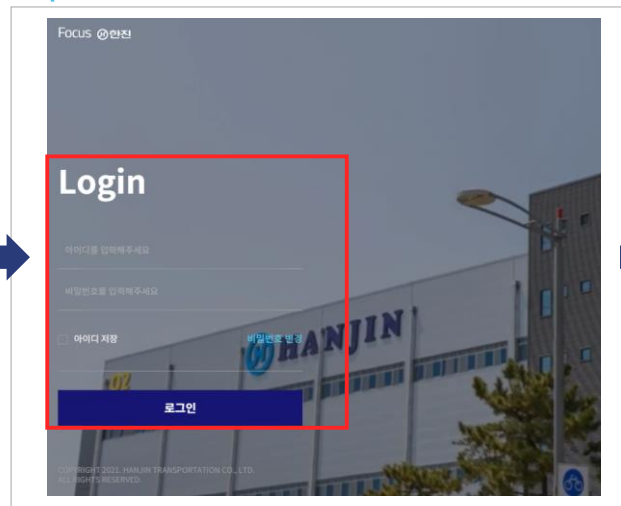 Focus 한진
Login
아이디를 입력해주세요
비밀번호를 입력해주세요
아이디 저장
비밀번호 변경
HANJIN
02
로그인
COPYRIGHT 2021. HANJIN TRANSPORTATION CO., LTD.
ALL RIGHTS RESERVED.